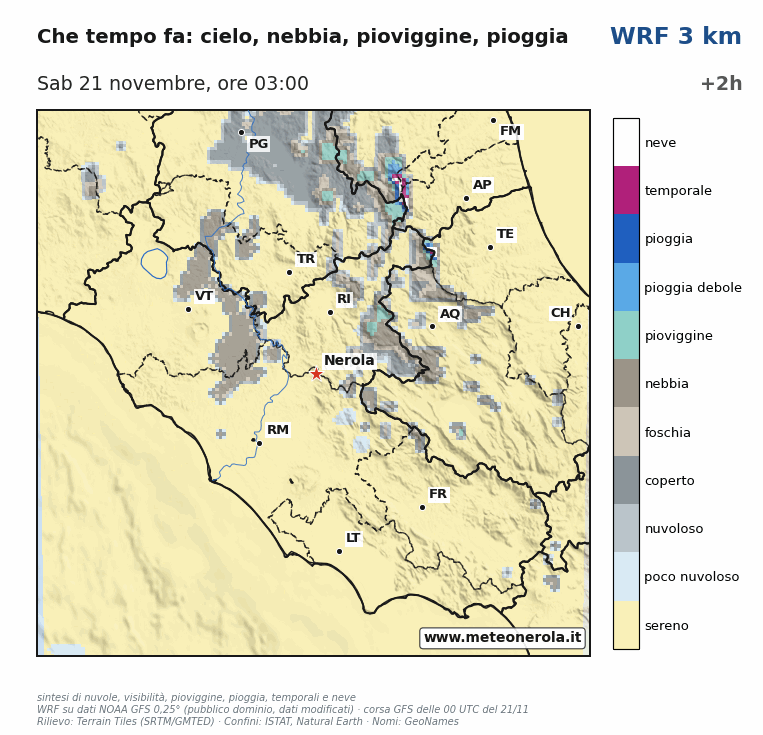 Che tempo fa: cielo, nebbia, pioviggine, pioggia
WRF 3 km
Sab 21 novembre, ore 03:00
+2h
FM
PG
AP
TE
TR
VT
RI
AQ
CH
Nerola
RM
FR
LT
www.meteonerola.it
neve
temporale
pioggia
pioggia debole
pioviggine
nebbia
foschia
coperto
nuvoloso
poco nuvoloso
sereno
sintesi di nuvole, visibilità, pioviggine, pioggia, temporali e neve
WRF su dati NOAA GFS 0,25° (pubblico dominio, dati modificati) · corsa GFS delle 00 UTC del 21/11
Rilievo: Terrain Tiles (SRTM/GMTED) · Confini: ISTAT, Natural Earth · Nomi: GeoNames